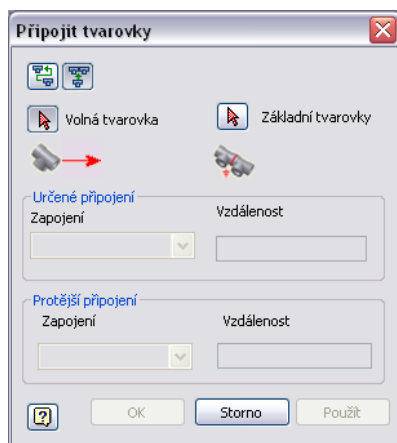 Připojit tvarovky
Volná tvarovka
Základní tvarovky
Určené připojení
Zapojení
Vzdálenost
Protější připojení
Zapojení
Vzdálenost
OK
Storno
Použít